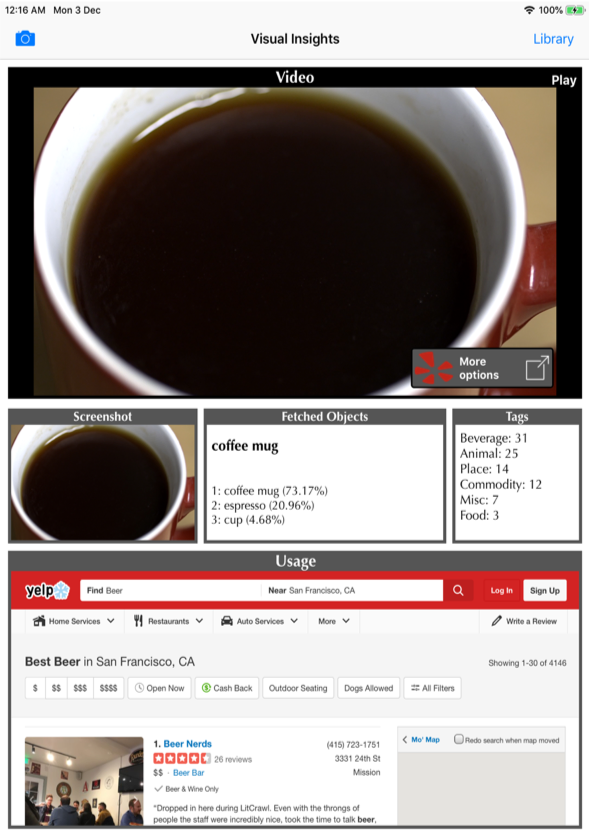 12:16 AM Mon 3 Dec 100%
Visual Insights
Library
Video
Play
More
options
Screenshot
Fetched Objects
coffee mug
1: coffee mug (73.17%)
2: espresso (20.96%)
3: cup (4.68%)
Tags
Beverage: 31
Animal: 25
Place: 14
Commodity: 12
Misc: 7
Food: 3
Usage
yelp Find Beer Near San Francisco, CA Log In Sign Up
Home Services Restaurants Auto Services More Write a Review
Best Beer in San Francisco, CA Showing 1-30 of 4146
$ $$ $$$ $$$$ Open Now Cash Back Outdoor Seating Dogs Allowed All Filters
1. Beer Nerds (415) 723-1751
26 reviews 3331 24th St
$$ · Beer Bar Mission
Beer & Wine Only
"Dropped in here during LitCrawl. Even with the throngs of
people the staff were incredibly nice, took the time to talk beer,
Mo' Map Redo search when map moved